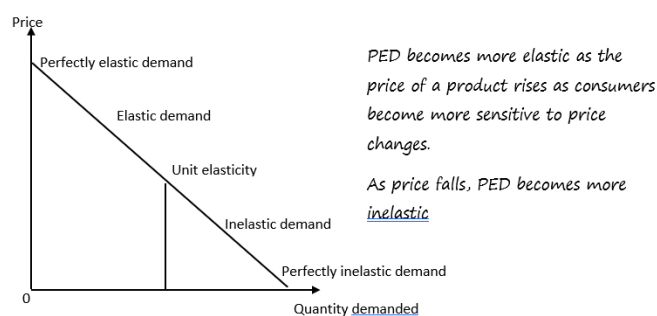 Price
Perfectly elastic demand
Elastic demand
Unit elasticity
Inelastic demand
Perfectly inelastic demand
0
Quantity demanded
PED becomes more elastic as the
price of a product rises as consumers
become more sensitive to price
changes.
As price falls, PED becomes more
inelastic